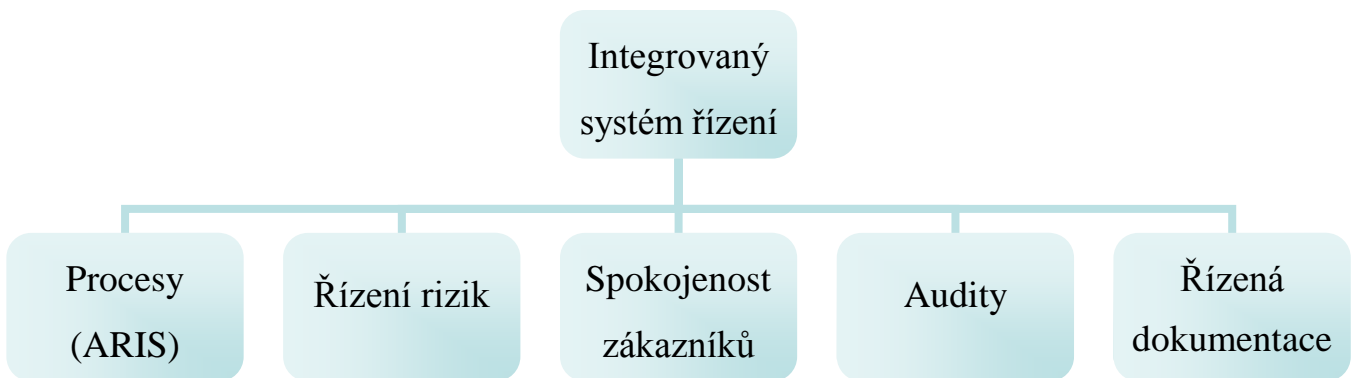 Integrovaný
systém řízení
Procesy
(ARIS)
Řízení rizik
Spokojenost
zákazníků
Audity
Řízená
dokumentace